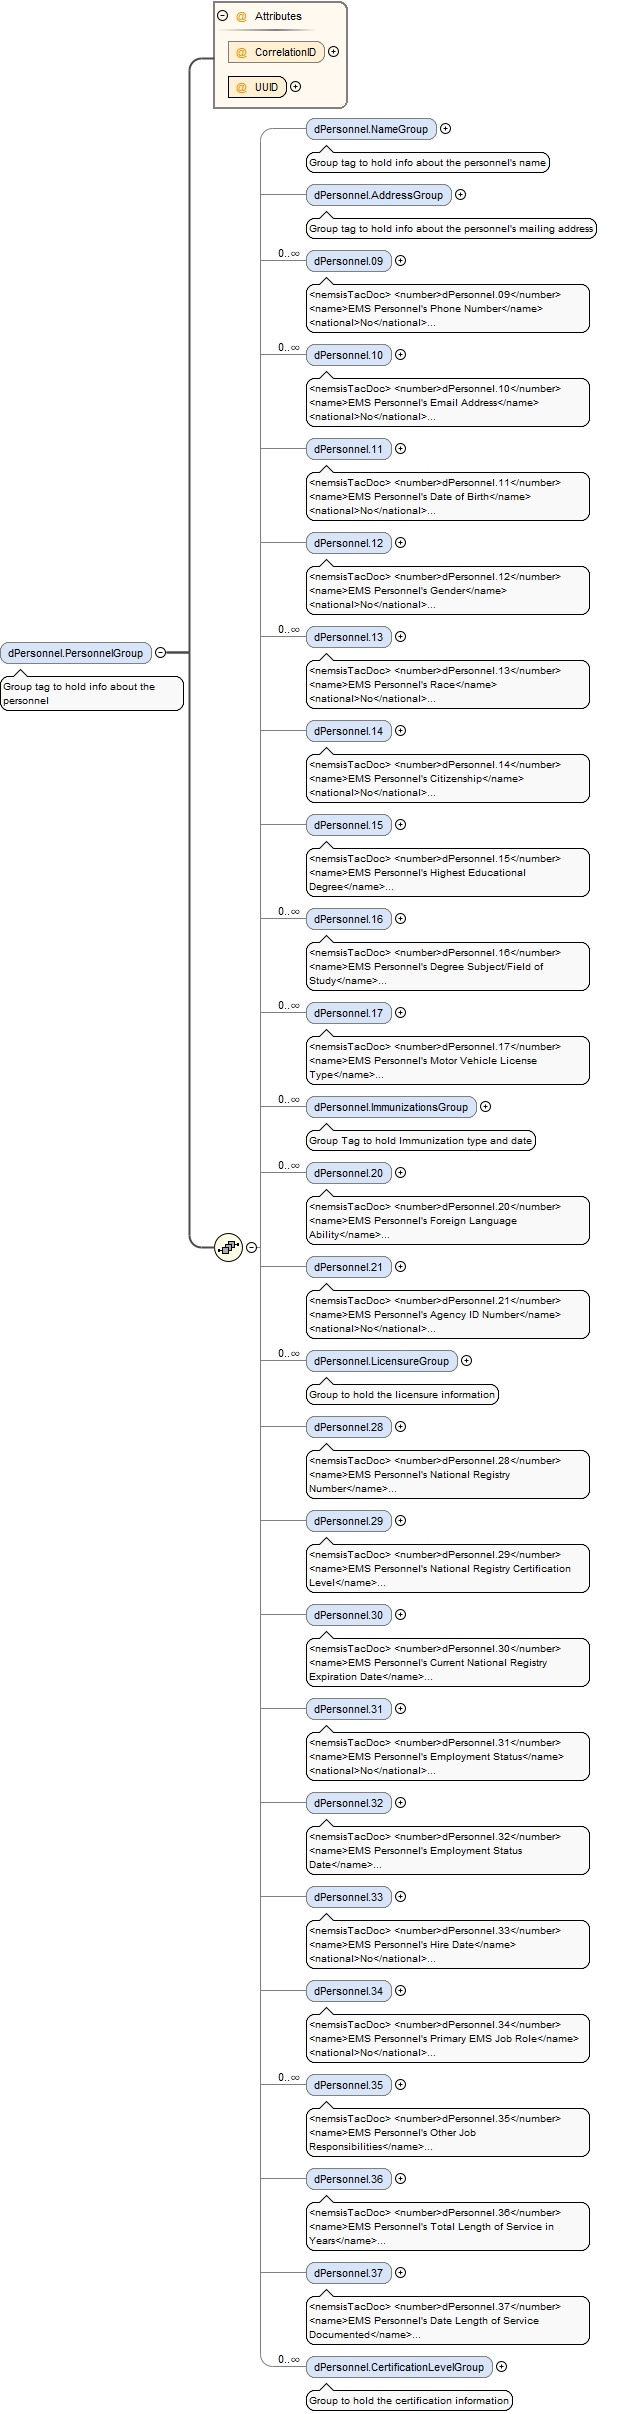 Attributes
CorrelationID
UUID
dPersonnel.PersonnelGroup
Group tag to hold info about the
personnel
dPersonnel.NameGroup
Group tag to hold info about the personnel's name
dPersonnel.AddressGroup
Group tag to hold info about the personnel's mailing address
0..∞
dPersonnel.09
<nemsisTacDoc> <number>dPersonnel.09</number>
<name>EMS Personnel's Phone Number</name>
<national>No</national>...
0..∞
dPersonnel.10
<nemsisTacDoc> <number>dPersonnel.10</number>
<name>EMS Personnel's Email Address</name>
<national>No</national>...
dPersonnel.11
<nemsisTacDoc> <number>dPersonnel.11</number>
<name>EMS Personnel's Date of Birth</name>
<national>No</national>...
dPersonnel.12
<nemsisTacDoc> <number>dPersonnel.12</number>
<name>EMS Personnel's Gender</name>
<national>No</national>...
0..∞
dPersonnel.13
<nemsisTacDoc> <number>dPersonnel.13</number>
<name>EMS Personnel's Race</name>
<national>No</national>...
dPersonnel.14
<nemsisTacDoc> <number>dPersonnel.14</number>
<name>EMS Personnel's Citizenship</name>
<national>No</national>...
dPersonnel.15
<nemsisTacDoc> <number>dPersonnel.15</number>
<name>EMS Personnel's Highest Educational
Degree</name>...
0..∞
dPersonnel.16
<nemsisTacDoc> <number>dPersonnel.16</number>
<name>EMS Personnel's Degree Subject/Field of
Study</name>...
0..∞
dPersonnel.17
<nemsisTacDoc> <number>dPersonnel.17</number>
<name>EMS Personnel's Motor Vehicle License
Type</name>...
0..∞
dPersonnel.ImmunizationsGroup
Group Tag to hold Immunization type and date
0..∞
dPersonnel.20
<nemsisTacDoc> <number>dPersonnel.20</number>
<name>EMS Personnel's Foreign Language
Ability</name>...
dPersonnel.21
<nemsisTacDoc> <number>dPersonnel.21</number>
<name>EMS Personnel's Agency ID Number</name>
<national>No</national>...
0..∞
dPersonnel.LicensureGroup
Group to hold the licensure information
dPersonnel.28
<nemsisTacDoc> <number>dPersonnel.28</number>
<name>EMS Personnel's National Registry
Number</name>...
dPersonnel.29
<nemsisTacDoc> <number>dPersonnel.29</number>
<name>EMS Personnel's National Registry Certification
Level</name>...
dPersonnel.30
<nemsisTacDoc> <number>dPersonnel.30</number>
<name>EMS Personnel's Current National Registry
Expiration Date</name>...
dPersonnel.31
<nemsisTacDoc> <number>dPersonnel.31</number>
<name>EMS Personnel's Employment Status</name>
<national>No</national>...
dPersonnel.32
<nemsisTacDoc> <number>dPersonnel.32</number>
<name>EMS Personnel's Employment Status
Date</name>...
dPersonnel.33
<nemsisTacDoc> <number>dPersonnel.33</number>
<name>EMS Personnel's Hire Date</name>
<national>No</national>...
dPersonnel.34
<nemsisTacDoc> <number>dPersonnel.34</number>
<name>EMS Personnel's Primary EMS Job Role</name>
<national>No</national>...
0..∞
dPersonnel.35
<nemsisTacDoc> <number>dPersonnel.35</number>
<name>EMS Personnel's Other Job
Responsibilities</name>...
dPersonnel.36
<nemsisTacDoc> <number>dPersonnel.36</number>
<name>EMS Personnel's Total Length of Service in
Years</name>...
dPersonnel.37
<nemsisTacDoc> <number>dPersonnel.37</number>
<name>EMS Personnel's Date Length of Service
Documented</name>...
0..∞
dPersonnel.CertificationLevelGroup
Group to hold the certification information